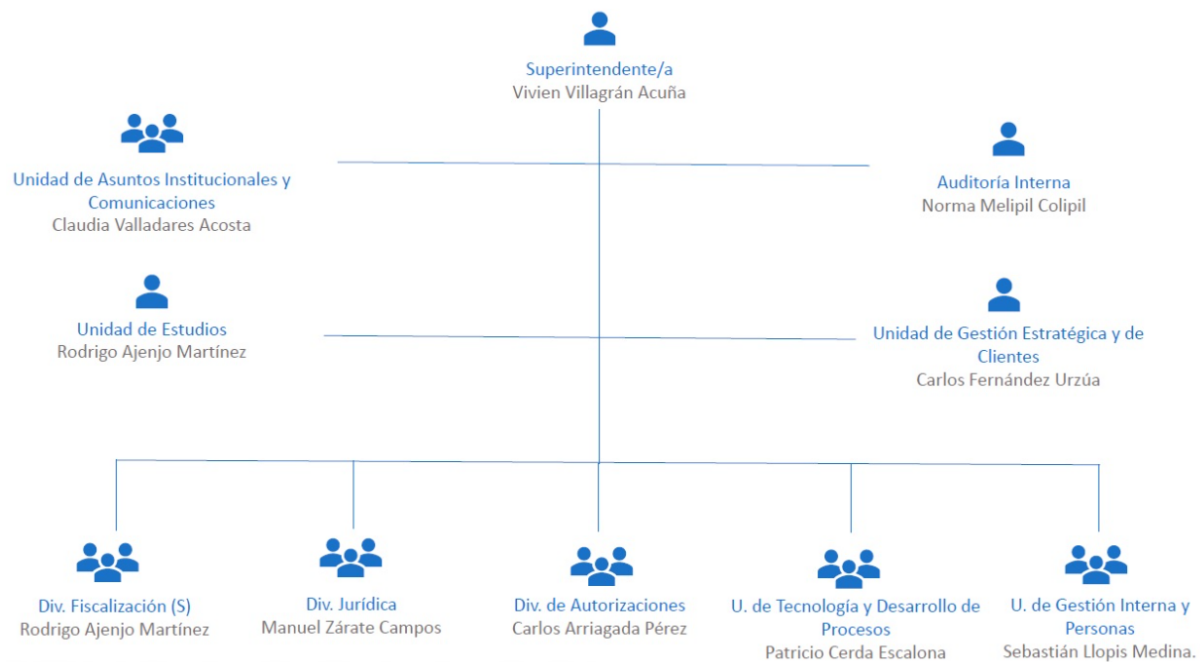 Superintendente/a
Vivien Villagrán Acuña
Unidad de Asuntos Institucionales y
Comunicaciones
Claudia Valladares Acosta
Auditoría Interna
Norma Melipil Colipil
Unidad de Estudios
Rodrigo Ajenjo Martínez
Unidad de Gestión Estratégica y de
Clientes
Carlos Fernández Urzúa
Div. Fiscalización (S)
Rodrigo Ajenjo Martínez
Div. Jurídica
Manuel Zárate Campos
Div. de Autorizaciones
Carlos Arriagada Pérez
U. de Tecnología y Desarrollo de
Procesos
Patricio Cerda Escalona
U. de Gestión Interna y
Personas
Sebastián Llopis Medina.